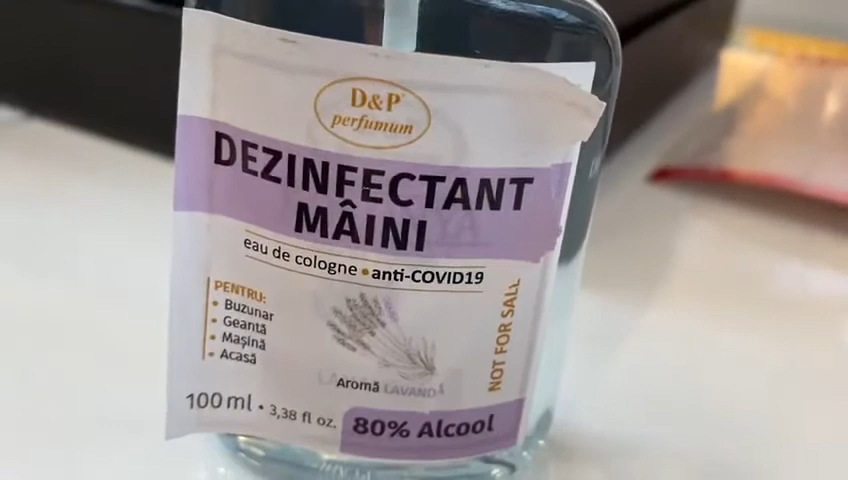 D&P
perfumum
DEZINFECTANT
MÂINI
eau de cologne • anti-COVID19
PENTRU:
• Buzunar
• Geantă
• Mașină
• Acasă
NOT FOR SALE
Aromă LAVANDĂ
100 ml • 3,38 fl oz.
80% Alcool